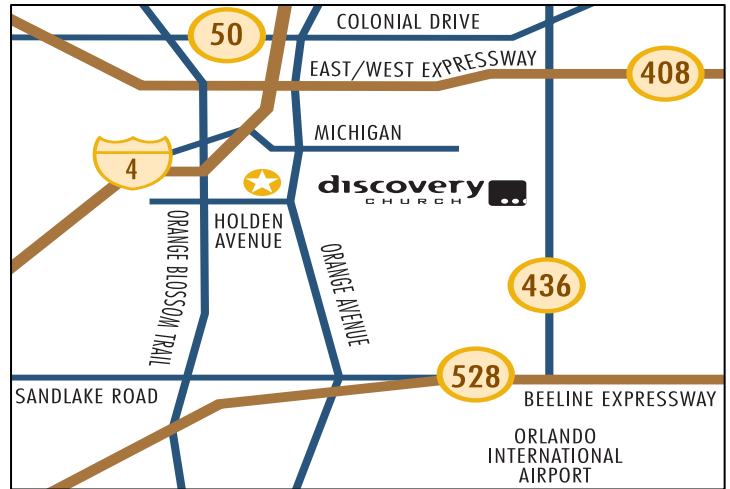 COLONIAL DRIVE
50
EAST/WEST EXPRESSWAY
408
MICHIGAN
4
discovery
CHURCH
HOLDEN
AVENUE
ORANGE BLOSSOM TRAIL
ORANGE AVENUE
436
528
SANDLAKE ROAD
BEELINE EXPRESSWAY
ORLANDO
INTERNATIONAL
AIRPORT